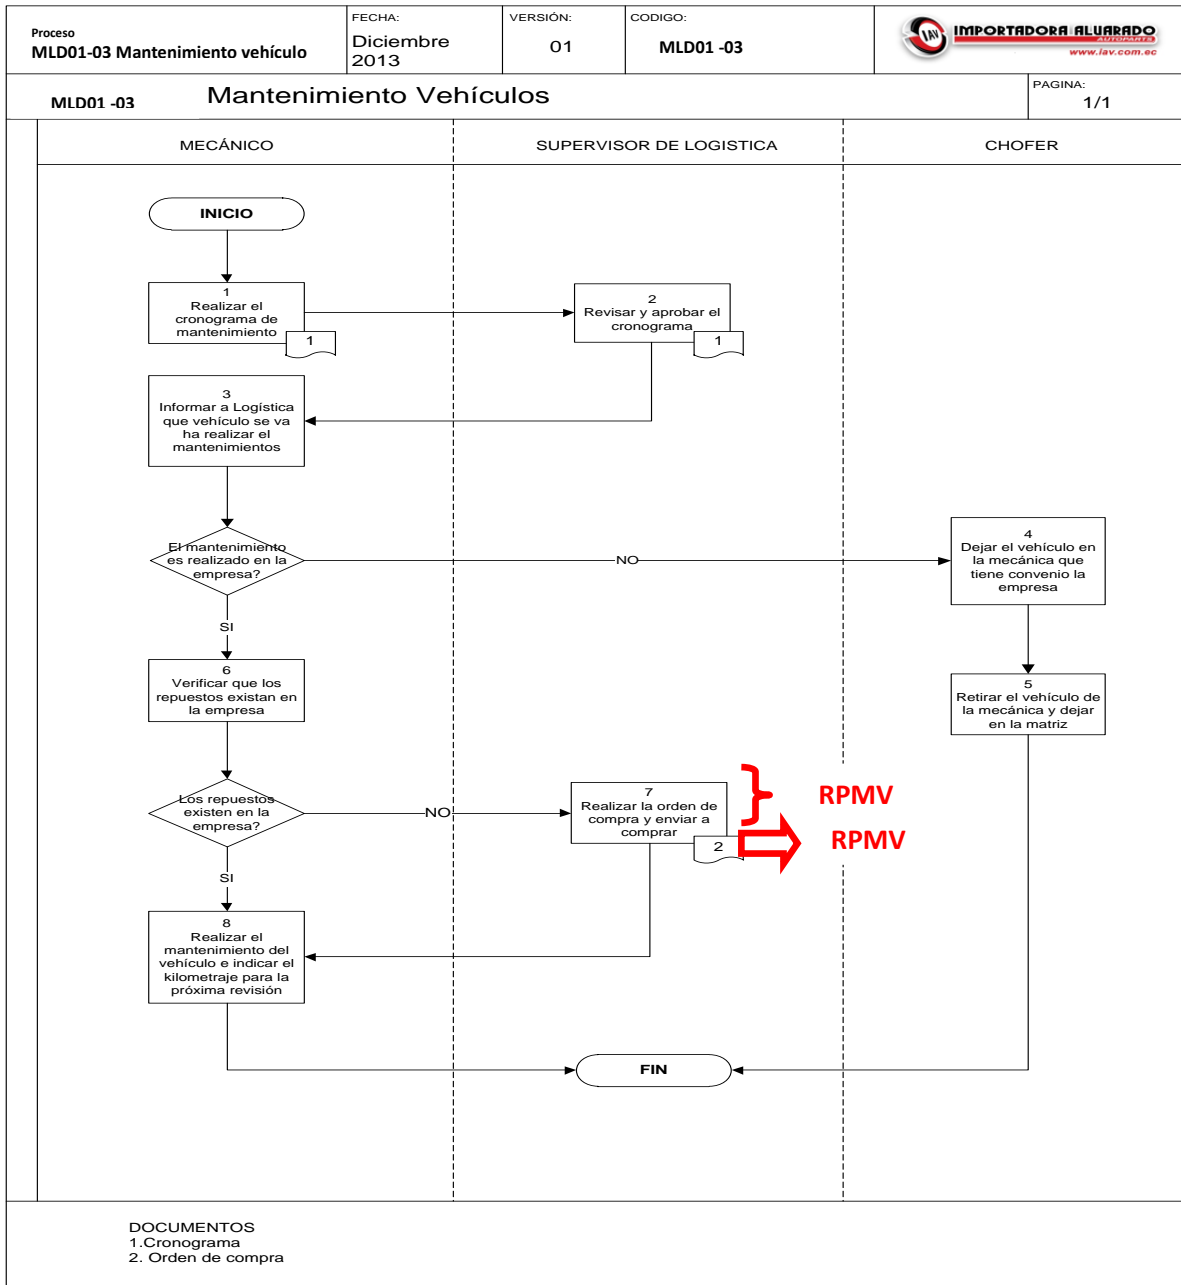 Proceso
MLD01-03 Mantenimiento vehículo
FECHA:
Diciembre
2013
VERSIÓN:
01
CODIGO:
MLD01 -03
IAV
IMPORTADORA ALVARADO
AUTOPARTS
www.iav.com.ec
MLD01 -03
Mantenimiento Vehículos
PAGINA:
1/1
MECÁNICO
SUPERVISOR DE LOGISTICA
CHOFER
INICIO
1
Realizar el
cronograma de
mantenimiento
1
2
Revisar y aprobar el
cronograma
1
3
Informar a Logística
que vehículo se va
ha realizar el
mantenimientos
El mantenimiento
es realizado en la
empresa?
NO
4
Dejar el vehículo en
la mecánica que
tiene convenio la
empresa
SI
6
Verificar que los
repuestos existan en
la empresa
5
Retirar el vehículo de
la mecánica y dejar
en la matriz
Los repuestos
existen en la
empresa?
NO
7
Realizar la orden de
compra y enviar a
comprar
2
RPMV
RPMV
SI
8
Realizar el
mantenimiento del
vehículo e indicar el
kilometraje para la
próxima revisión
FIN
DOCUMENTOS
1.Cronograma
2. Orden de compra